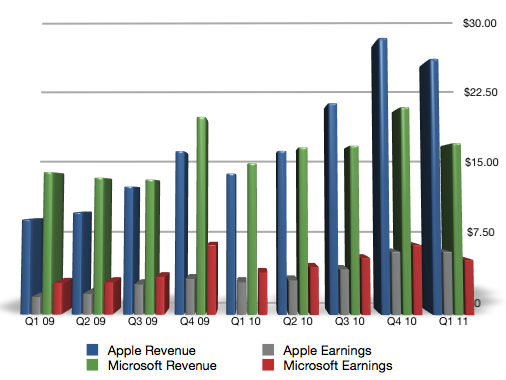 $30.00
$22.50
$15.00
$7.50
0
Q1 09 Q2 09 Q3 09 Q4 09 Q1 10 Q2 10 Q3 10 Q4 10 Q1 11
Apple Revenue Apple Earnings
Microsoft Revenue Microsoft Earnings